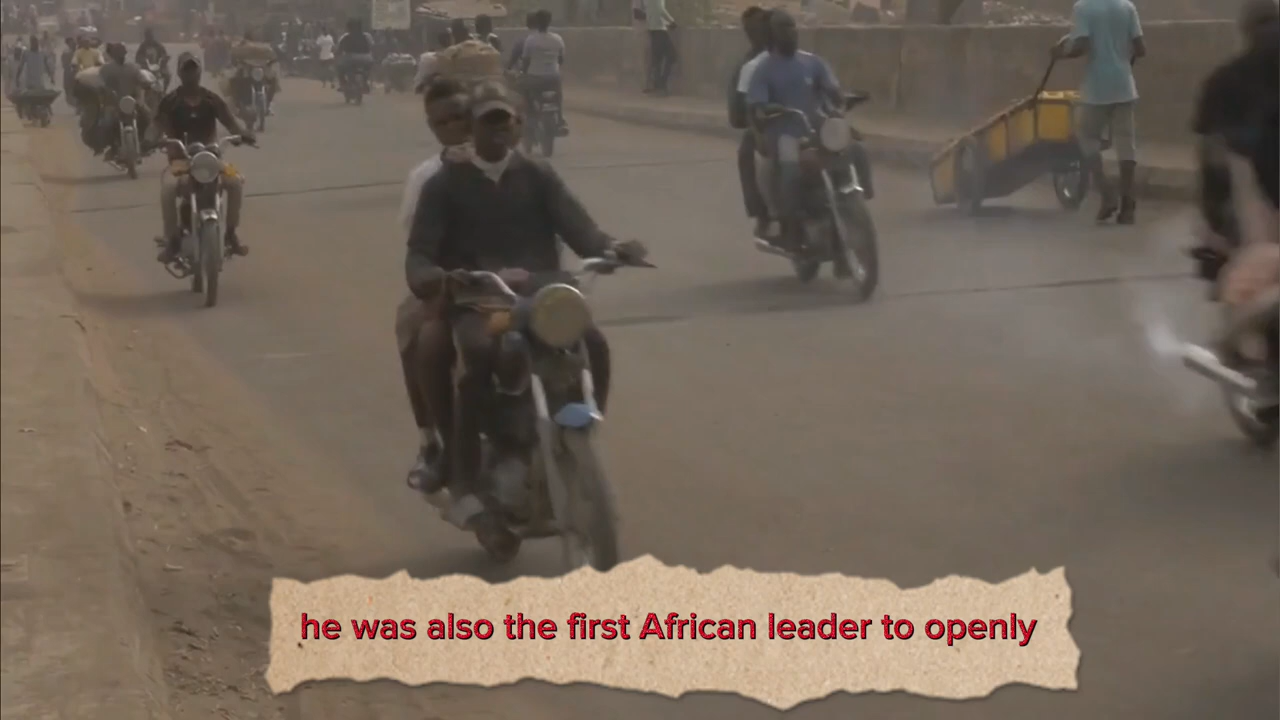 he was also the first African leader to openly